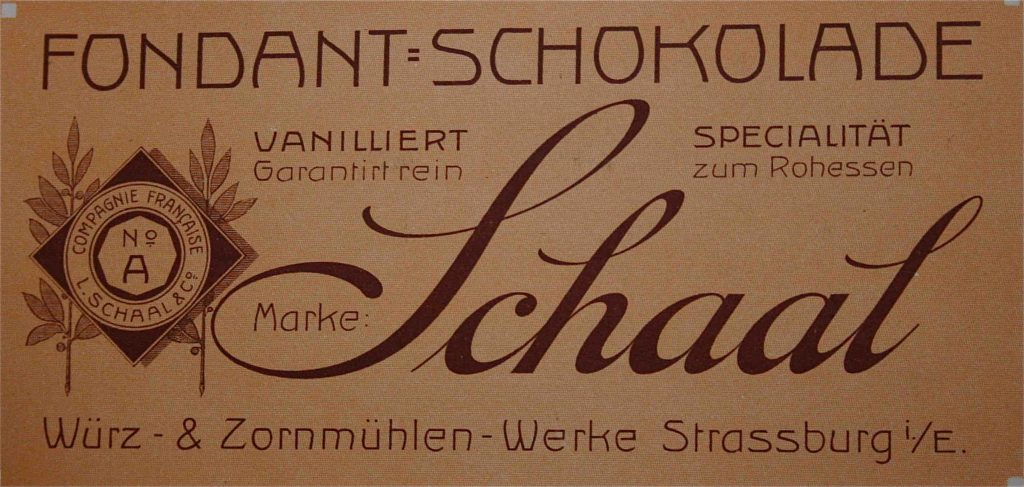 FONDANT=SCHOKOLADE
VANILLIERT
Garantirt rein
SPECIALITÄT
zum Rohessen
COMPAGNIE FRANÇAISE
No
A
L. SCHAAL & Co
Marke:
Schaal
Würz- & Zornmühlen-Werke Strassburg i/E.